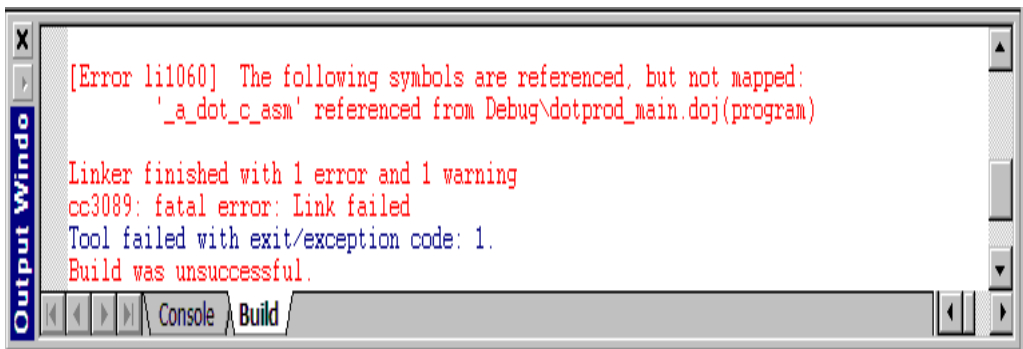 Output Windo
[Error li1060] The following symbols are referenced, but not mapped:
'_a_dot_c_asm' referenced from Debug\dotprod_main.doj(program)
Linker finished with 1 error and 1 warning
cc3089: fatal error: Link failed
Tool failed with exit/exception code: 1.
Build was unsuccessful.
Console Build